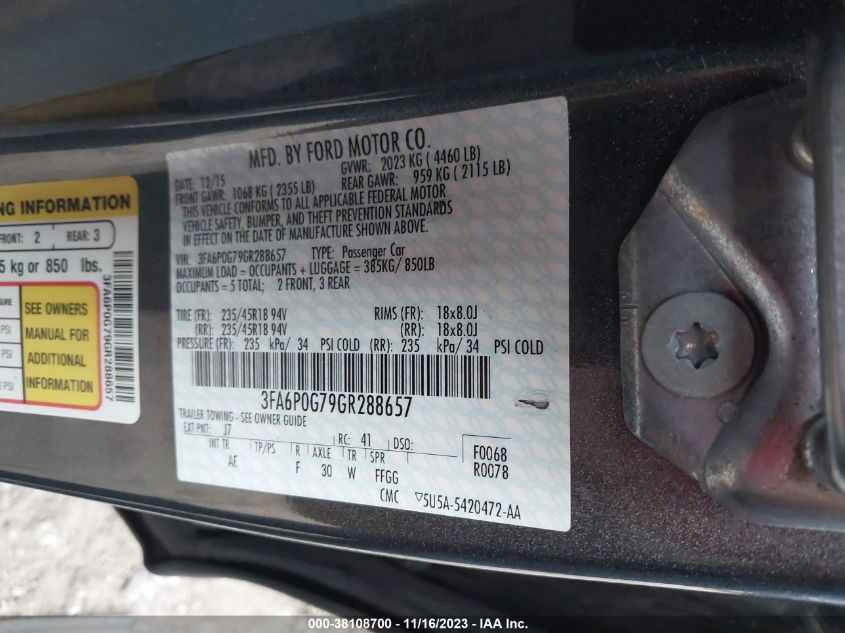 MFD. BY FORD MOTOR CO.
DATE: 12/15 GVWR: 2023 KG ( 4460 LB)
FRONT GAWR: 1068 KG ( 2355 LB) REAR GAWR: 959 KG ( 2115 LB)
THIS VEHICLE CONFORMS TO ALL APPLICABLE FEDERAL MOTOR
VEHICLE SAFETY, BUMPER, AND THEFT PREVENTION STANDARDS
IN EFFECT ON THE DATE OF MANUFACTURE SHOWN ABOVE.
VIN: 3FA6P0G79GR288657 TYPE: Passenger Car
MAXIMUM LOAD = OCCUPANTS + LUGGAGE = 385KG/ 850LB
OCCUPANTS = 5 TOTAL; 2 FRONT, 3 REAR
TIRE (FR): 235/45R18 94V RIMS (FR): 18x8.0J
(RR): 235/45R18 94V (RR): 18x8.0J
PRESSURE (FR): 235 kPa/ 34 PSI COLD (RR): 235 kPa/ 34 PSI COLD
3FA6P0G79GR288657
TRAILER TOWING - SEE OWNER GUIDE
EXT PNT: J7 RC: 41 DSO:
INT TR TP/PS R AXLE TR SPR F0068
AE F 30 W FFGG R0078
CMC 5U5A-5420472-AA
NG INFORMATION
FRONT: 2 REAR: 3
5 kg or 850 lbs.
SURE
PSI
PSI
PSI
SEE OWNERS
MANUAL FOR
ADDITIONAL
INFORMATION
3FA6P0G79GR288657
000-38108700 - 11/16/2023 - IAA Inc.